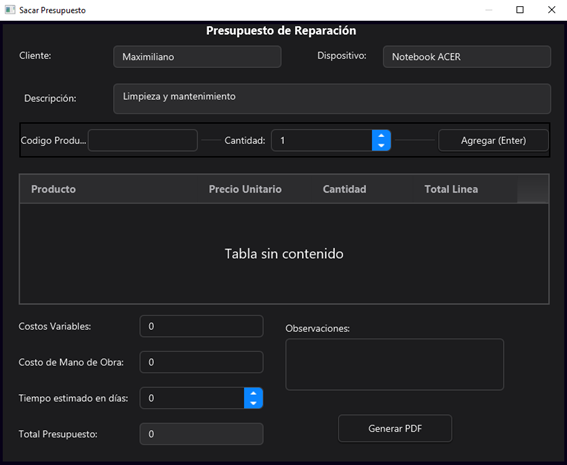 Sacar Presupuesto
Presupuesto de Reparación
Cliente: Maximiliano Dispositivo: Notebook ACER
Descripción: Limpieza y mantenimiento
Codigo Produ... Cantidad: 1 Agregar (Enter)
Producto Precio Unitario Cantidad Total Linea
Tabla sin contenido
Costos Variables: 0 Observaciones:
Costo de Mano de Obra: 0
Tiempo estimado en días: 0
Total Presupuesto: 0 Generar PDF